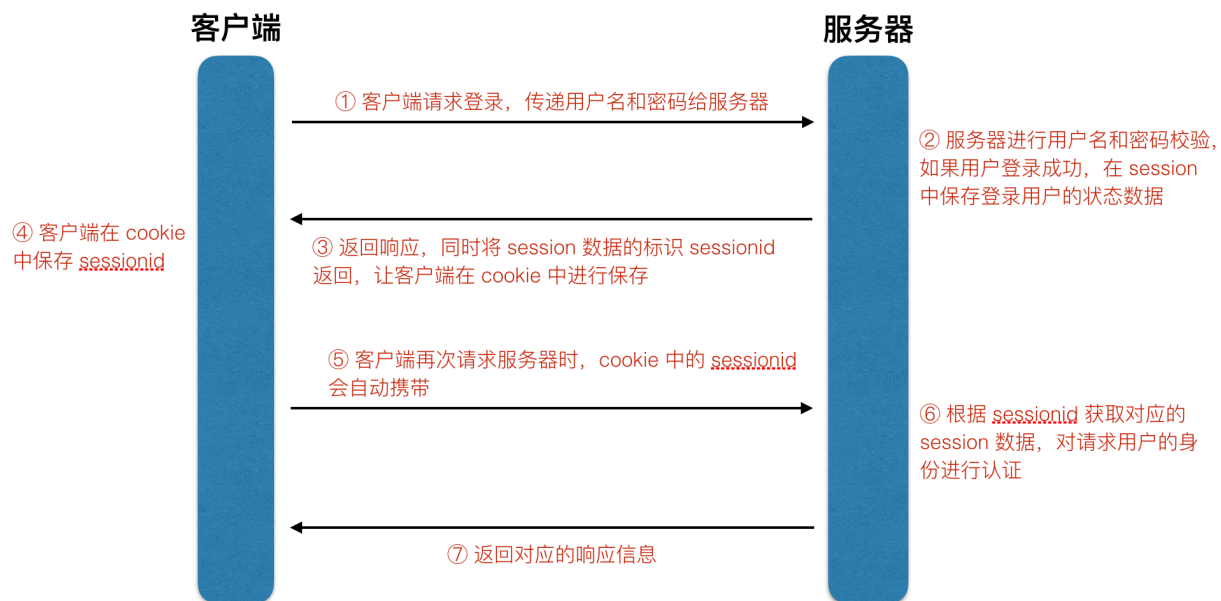 客户端
服务器
① 客户端请求登录，传递用户名和密码给服务器
② 服务器进行用户名和密码校验，
如果用户登录成功，在 session
中保存登录用户的状态数据
③ 返回响应，同时将 session 数据的标识 sessionid
返回，让客户端在 cookie 中进行保存
④ 客户端在 cookie
中保存 sessionid
⑤ 客户端再次请求服务器时，cookie 中的 sessionid
会自动携带
⑥ 根据 sessionid 获取对应的
session 数据，对请求用户的身
份进行认证
⑦ 返回对应的响应信息